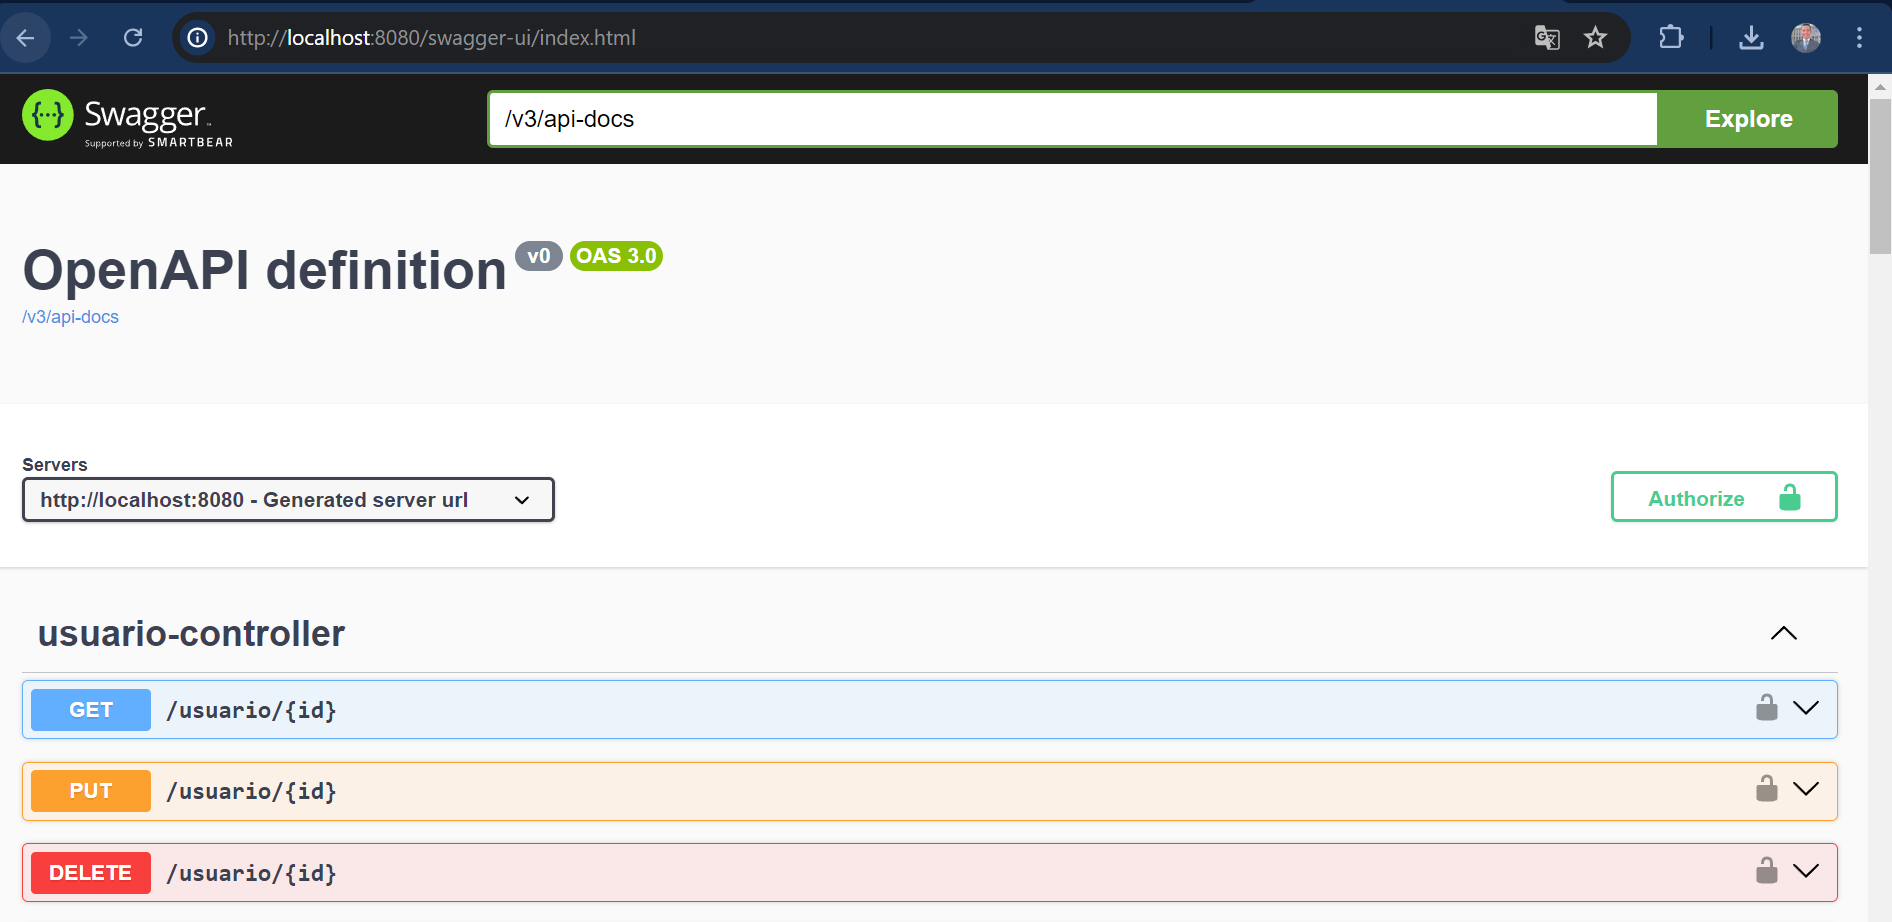 http://localhost:8080/swagger-ui/index.html
Swagger™
Supported by SMARTBEAR
/v3/api-docs
Explore
OpenAPI definition v0 OAS 3.0
/v3/api-docs
Servers
http://localhost:8080 - Generated server url
Authorize
usuario-controller
GET /usuario/{id}
PUT /usuario/{id}
DELETE /usuario/{id}